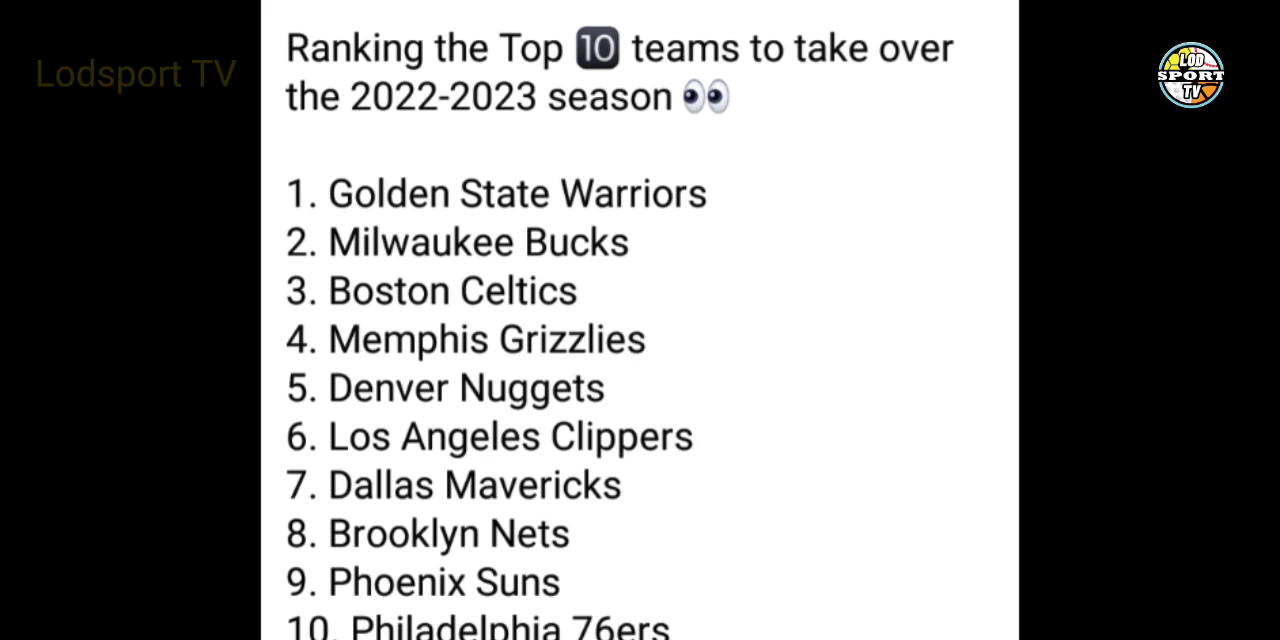 Lodsport TV
LOD
SPORT
TV
Ranking the Top 🔟 teams to take over
the 2022-2023 season 👀
1. Golden State Warriors
2. Milwaukee Bucks
3. Boston Celtics
4. Memphis Grizzlies
5. Denver Nuggets
6. Los Angeles Clippers
7. Dallas Mavericks
8. Brooklyn Nets
9. Phoenix Suns
10. Philadelphia 76ers